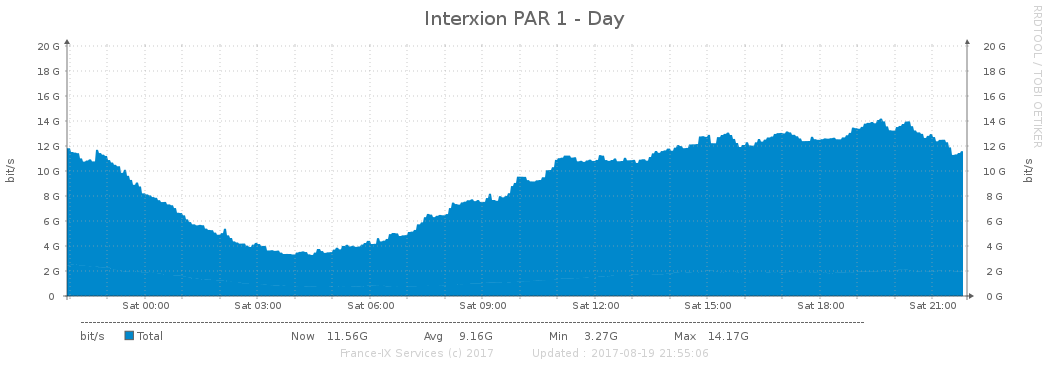 Interxion PAR 1 - Day
RRDTOOL / TOBI OETIKER
bit/s
20 G 20 G
18 G 18 G
16 G 16 G
14 G 14 G
12 G 12 G
10 G 10 G
8 G 8 G
6 G 6 G
4 G 4 G
2 G 2 G
0 0 G
bit/s
Sat 00:00 Sat 03:00 Sat 06:00 Sat 09:00 Sat 12:00 Sat 15:00 Sat 18:00 Sat 21:00
bit/s Total Now 11.56G Avg 9.16G Min 3.27G Max 14.17G
France-IX Services (c) 2017 Updated : 2017-08-19 21:55:06